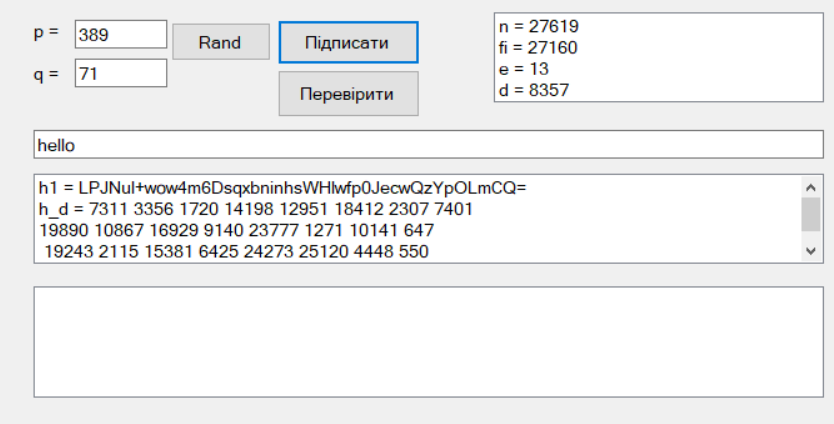 p = 389
q = 71
Rand
Підписати
Перевірити
n = 27619
fi = 27160
e = 13
d = 8357
hello
h1 = LPJNul+wow4m6DsqxbninhsWHlwfp0JecwQzYpOLmCQ=
h_d = 7311 3356 1720 14198 12951 18412 2307 7401
19890 10867 16929 9140 23777 1271 10141 647
19243 2115 15381 6425 24273 25120 4448 550